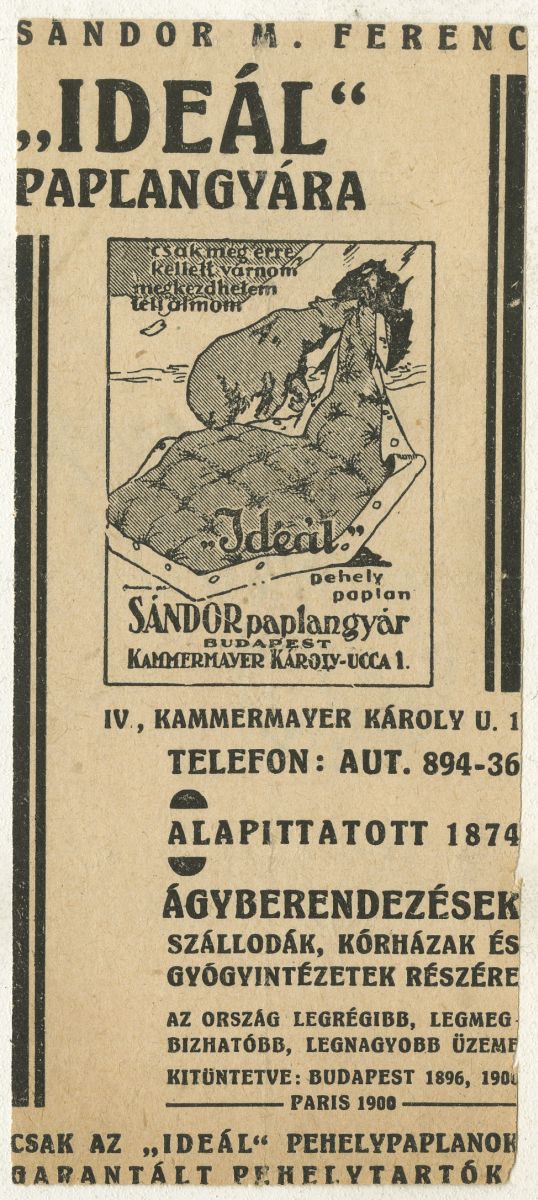 SÁNDOR M. FERENC
„IDEÁL“
PAPLANGYÁRA
csak még erre
kellett várnom
megkezdhetem
téli álmom
„Ideál”
pehely
paplan
SÁNDOR paplangyár
BUDAPEST
KAMMERMAYER KÁROLY-UCCA 1.
IV., KAMMERMAYER KÁROLY U. 1
TELEFON: AUT. 894-36
ALAPITTATOTT 1874
ÁGYBERENDEZÉSEK
SZÁLLODÁK, KÓRHÁZAK ÉS
GYÓGYINTÉZETEK RÉSZÉRE
AZ ORSZÁG LEGRÉGIBB, LEGMEG-
BIZHATÓBB, LEGNAGYOBB ÜZEME
KITÜNTETVE: BUDAPEST 1896, 1900
PARIS 1900
CSAK AZ „IDEÁL“ PEHELYPAPLANOK
GARANTÁLT PEHELYTARTÓK